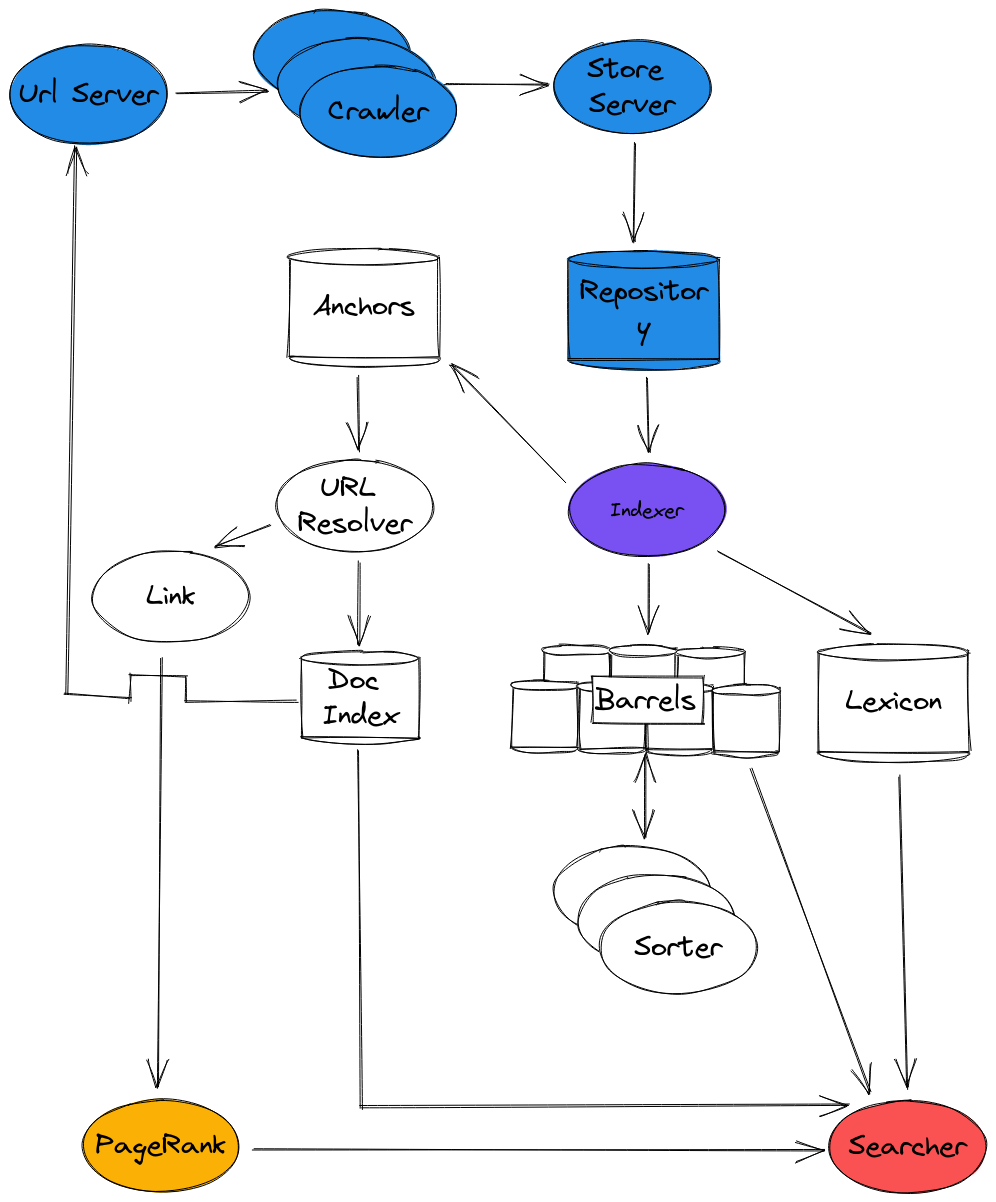 Url Server
Crawler
Store
Server
Anchors
Repositor
y
URL
Resolver
Indexer
Link
Doc
Index
Barrels
Lexicon
Sorter
PageRank
Searcher